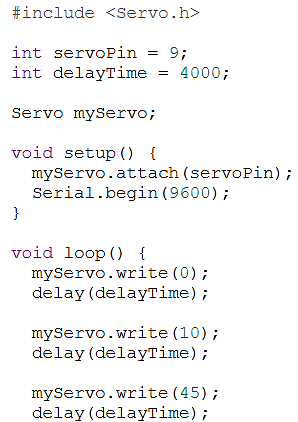 #include <Servo.h>
int servoPin = 9;
int delayTime = 4000;
Servo myServo;
void setup() {
myServo.attach(servoPin);
Serial.begin(9600);
}
void loop() {
myServo.write(0);
delay(delayTime);
myServo.write(10);
delay(delayTime);
myServo.write(45);
delay(delayTime);